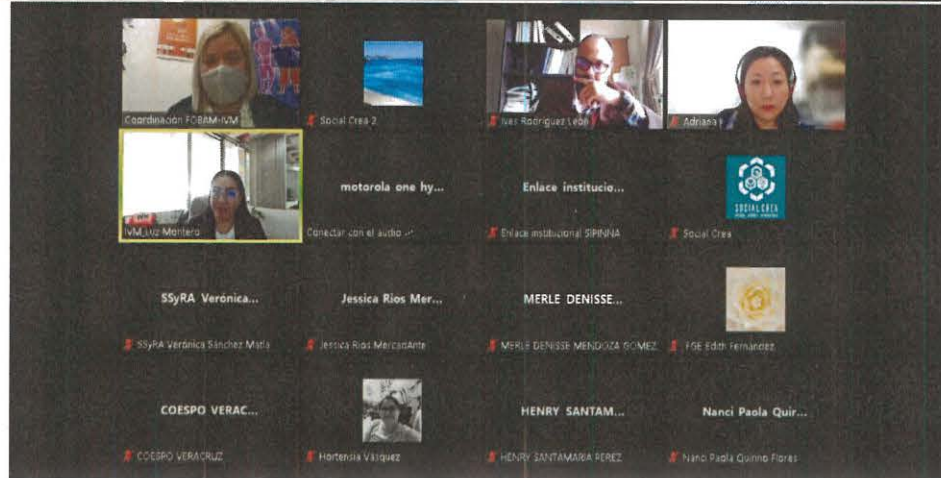 Coordinación FOBAM-IVM
Social Crea 2
Iver Rodríguez León
Adriana
IVM_Luz Montero
motorola one hy...
Conectar con el audio
Enlace institucio...
Enlace institucional SIPINNA
SOCIAL CREA
Social Crea
SSyRA Verónica...
SSyRA Verónica Sánchez Matla
Jessica Rios Mer...
Jessica Rios MercadAnte
MERLE DENISSE...
MERLE DENISSE MENDOZA GOMEZ
FGE Edith Fernández
COESPO VERAC...
COESPO VERACRUZ
Hortensia Vásquez
HENRY SANTAM...
HENRY SANTAMARIA PEREZ
Nanci Paola Quir...
Nanci Paola Quirino Flores